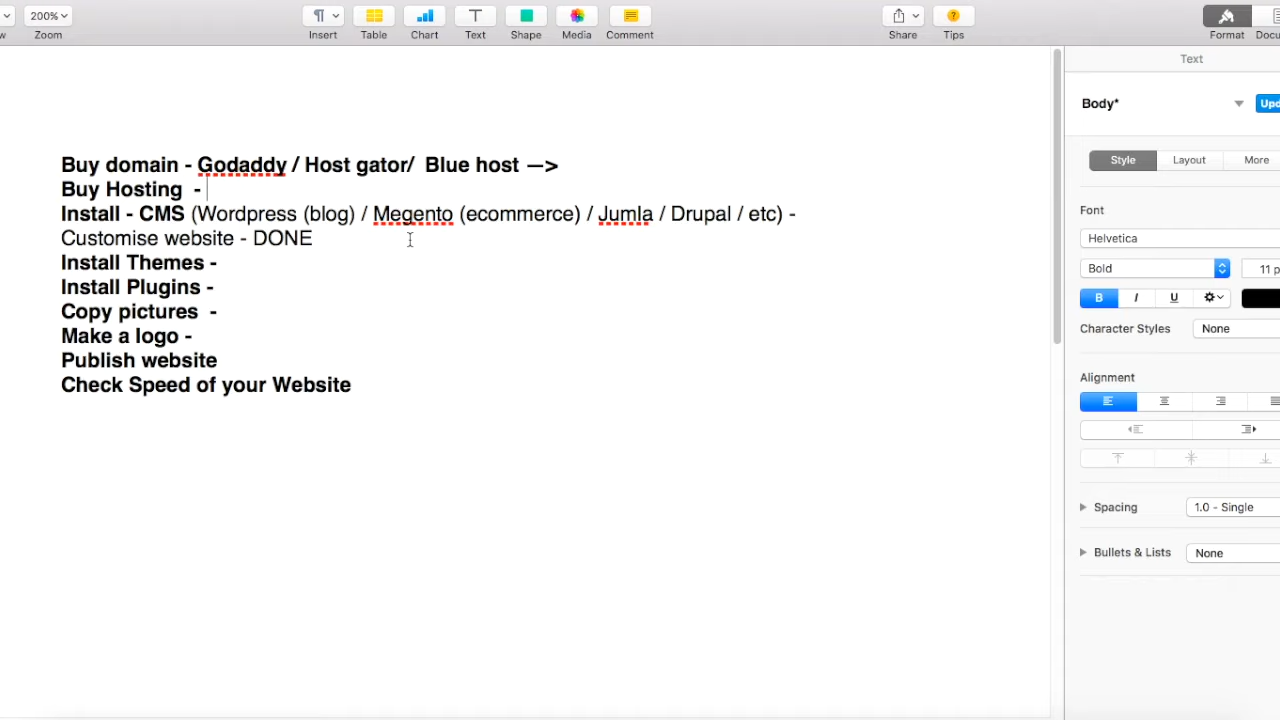 200%
Zoom
Insert
Table
Chart
Text
Shape
Media
Comment
Share
Tips
Format
Text
Body*
Buy domain - Godaddy / Host gator/  Blue host —>
Buy Hosting  -
Install - CMS (Wordpress (blog) / Megento (ecommerce) / Jumla / Drupal / etc) -
Customise website - DONE
Install Themes -
Install Plugins -
Copy pictures  -
Make a logo -
Publish website
Check Speed of your Website
Style
Layout
More
Font
Helvetica
Bold
11 p
B
I
U
Character Styles
None
Alignment
Spacing
1.0 - Single
Bullets & Lists
None